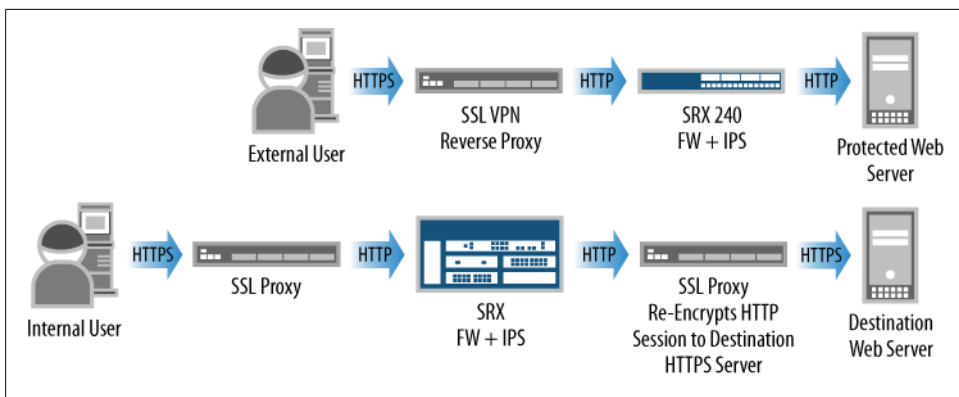 HTTPS
HTTP
HTTP
External User
SSL VPN
Reverse Proxy
SRX 240
FW + IPS
Protected Web
Server
HTTPS
HTTP
HTTP
HTTPS
Internal User
SSL Proxy
SRX
FW + IPS
SSL Proxy
Re-Encrypts HTTP
Session to Destination
HTTPS Server
Destination
Web Server